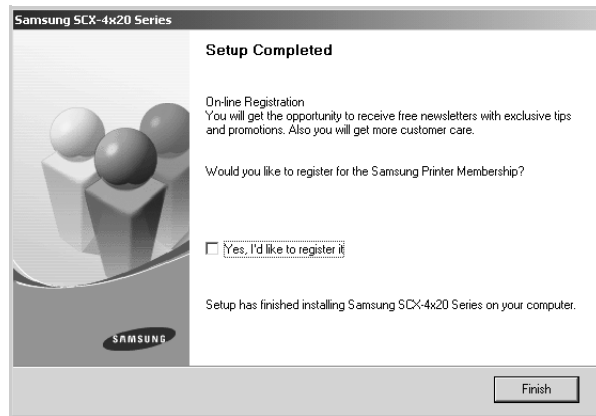 Samsung SCX-4x20 Series
Setup Completed
On-line Registration
You will get the opportunity to receive free newsletters with exclusive tips
and promotions. Also you will get more customer care.
Would you like to register for the Samsung Printer Membership?
Yes, I'd like to register it
Setup has finished installing Samsung SCX-4x20 Series on your computer.
SAMSUNG
Finish